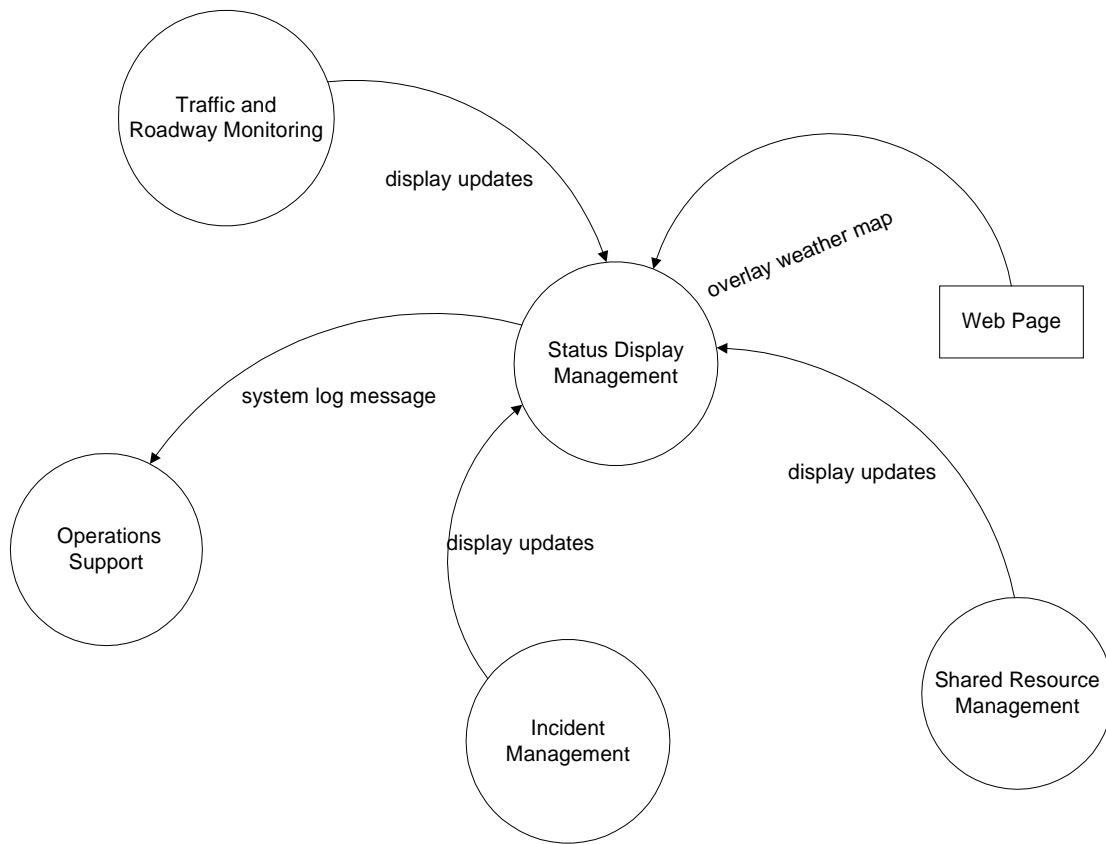 Traffic and
Roadway Monitoring
display updates
overlay weather map
Web Page
Status Display
Management
system log message
display updates
Operations
Support
display updates
Shared Resource
Management
Incident
Management